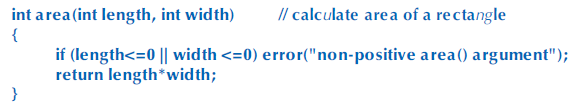 int area(int length, int width) // calculate area of a rectangle
{
if (length<=0 || width <=0) error("non-positive area() argument");
return length*width;
}